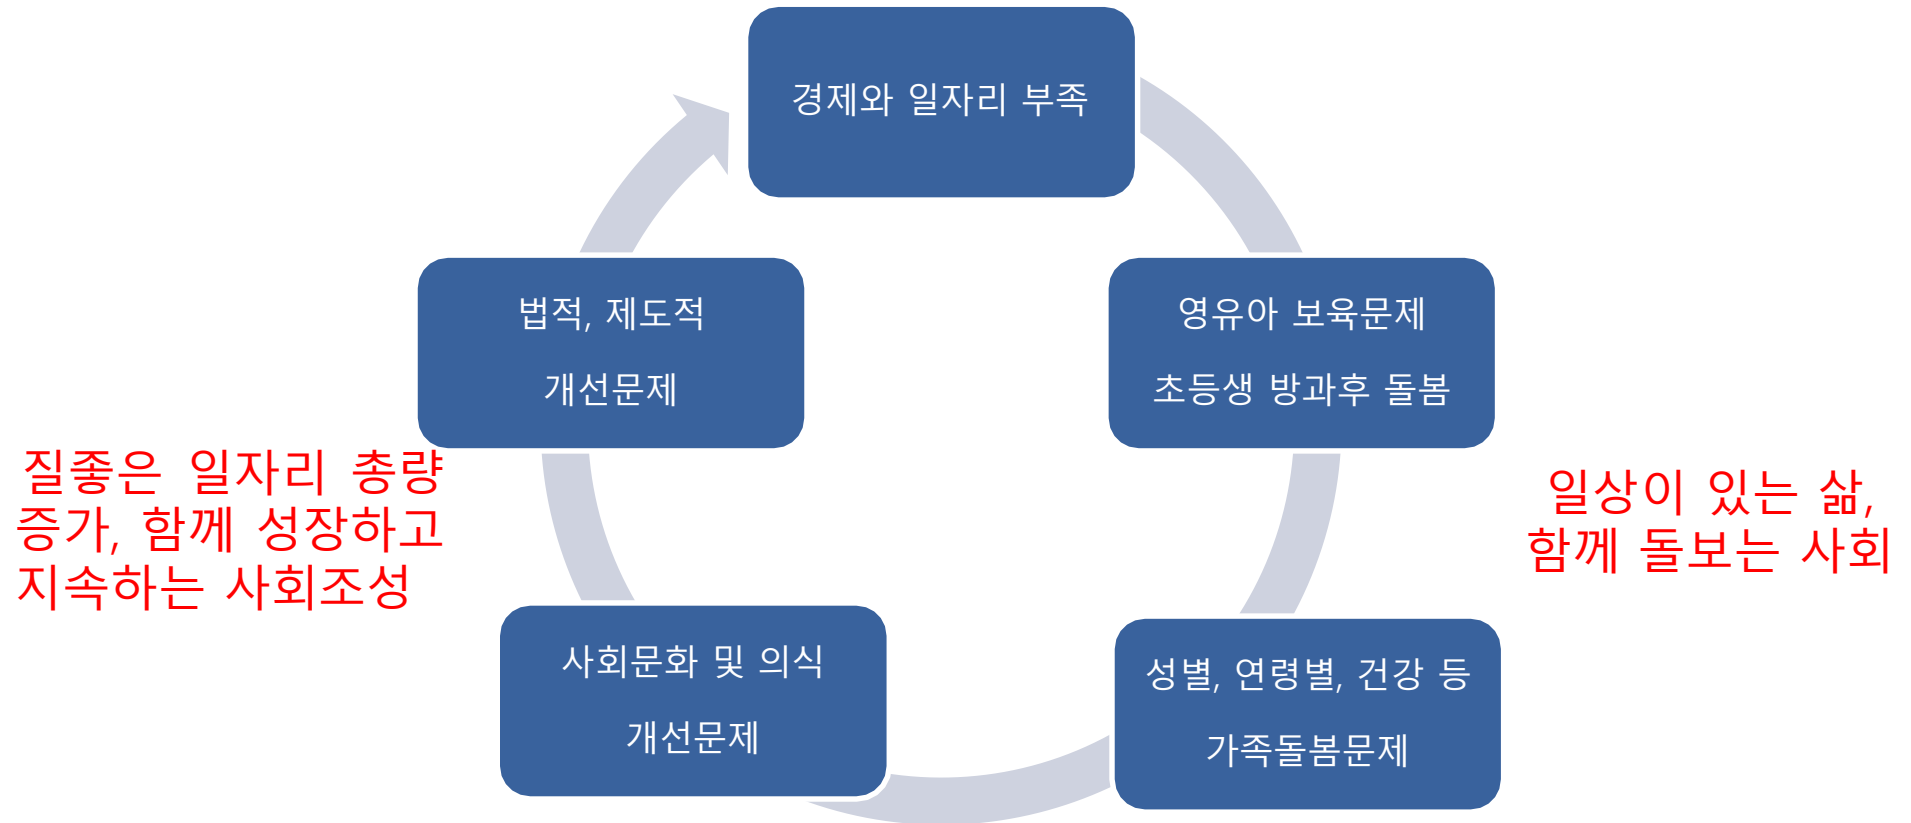 경제와 일자리 부족
법적, 제도적
개선문제
영유아 보육문제
초등생 방과후 돌봄
질좋은 일자리 총량
증가, 함께 성장하고
지속하는 사회조성
일상이 있는 삶,
함께 돌보는 사회
사회문화 및 의식
개선문제
성별, 연령별, 건강 등
가족돌봄문제